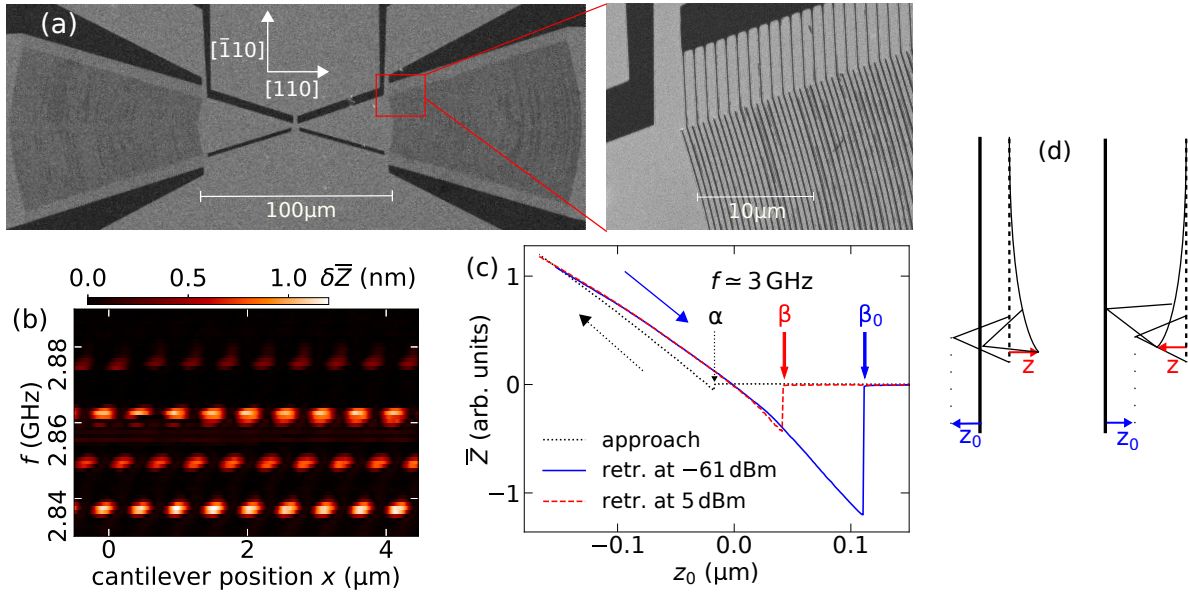 (a)
[1̄10]
[110]
100μm
10μm
0.0 0.5 1.0 δZ̅ (nm)
(b)
2.88
2.86
2.84
f (GHz)
0 2 4
cantilever position x (μm)
(c)
f ≃ 3 GHz
α
β
β₀
1
0
−1
Z̅ (arb. units)
approach
retr. at −61 dBm
retr. at 5 dBm
−0.1 0.0 0.1
z₀ (μm)
(d)
z
z₀
z
z₀